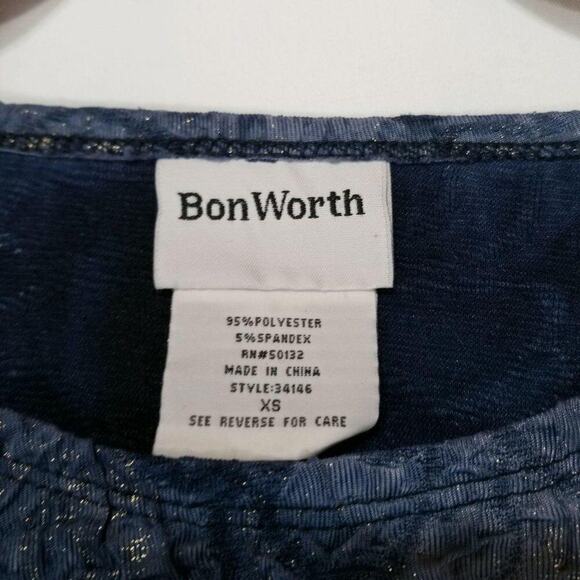 BonWorth
95%POLYESTER
5%SPANDEX
RN#50132
MADE IN CHINA
STYLE:34146
XS
SEE REVERSE FOR CARE